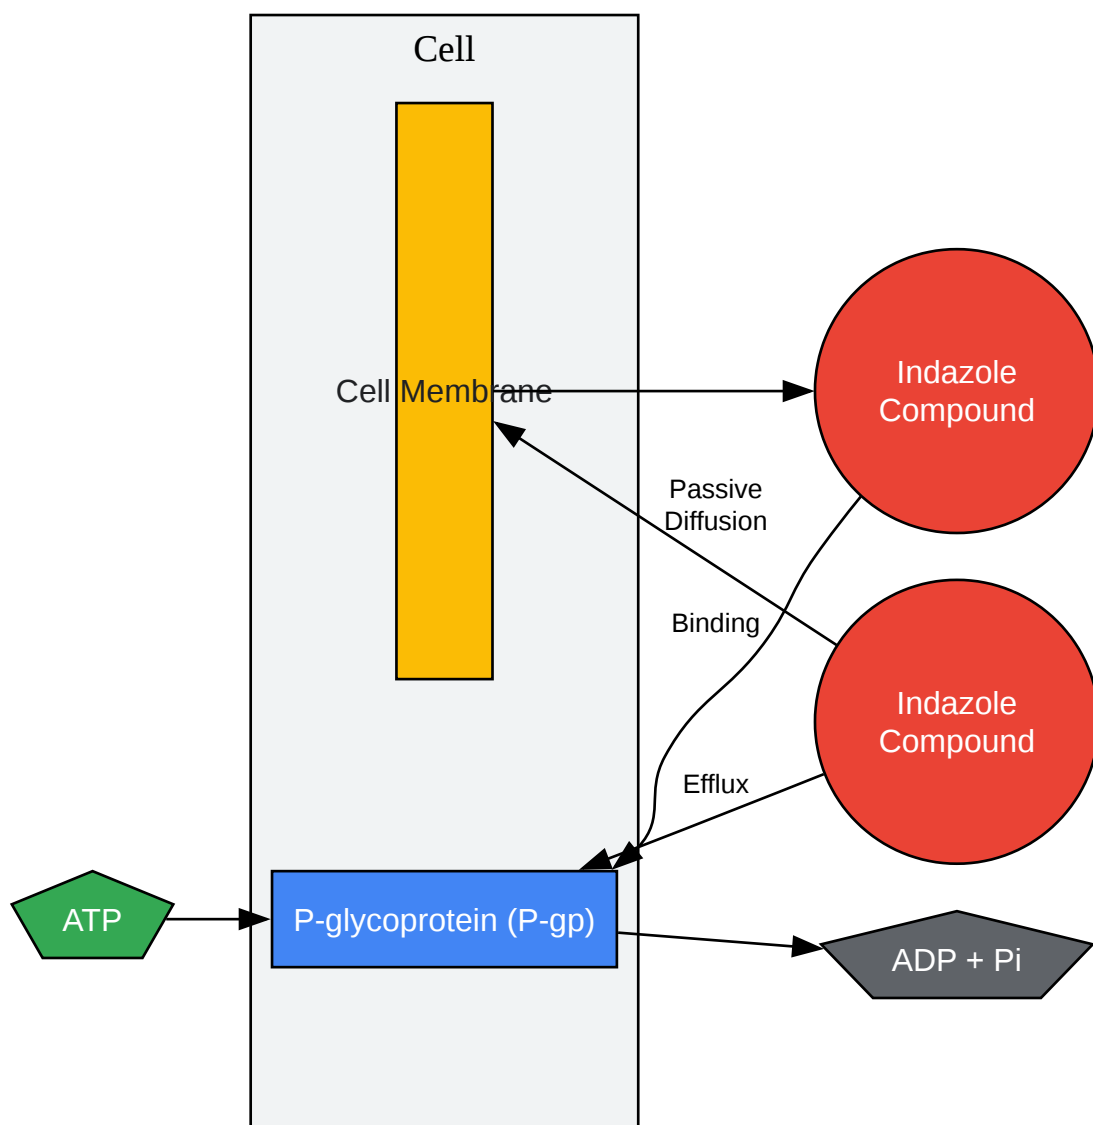 Cell
Cell Membrane
Indazole
Compound
Passive
Diffusion
Binding
Indazole
Compound
Efflux
ATP
P-glycoprotein (P-gp)
ADP + Pi